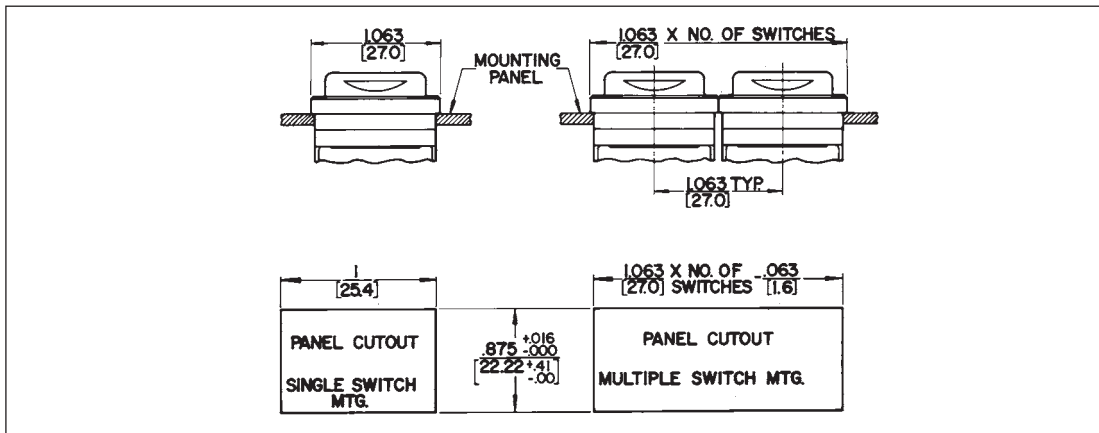 1.063
[27.0]
MOUNTING
PANEL
1.063 X NO. OF SWITCHES
[27.0]
1.063 TYP.
[27.0]
1
[25.4]
PANEL CUTOUT
SINGLE SWITCH
MTG.
.875 +.016 -.000
[22.22 +.41 -.00]
1.063 X NO. OF - .063
[27.0] SWITCHES [1.6]
PANEL CUTOUT
MULTIPLE SWITCH MTG.